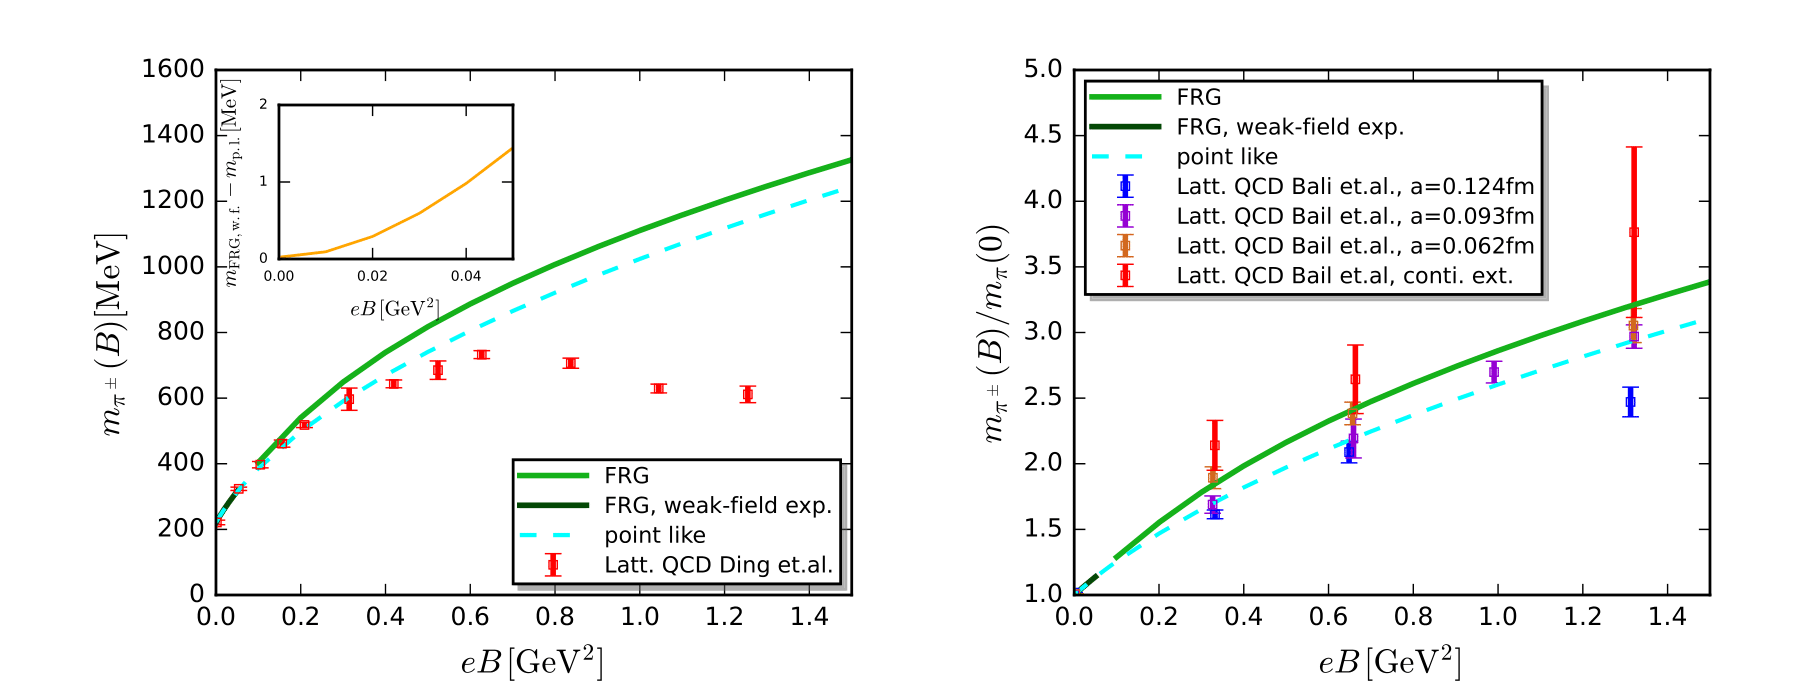 1600
1400
1200
1000
800
600
400
200
0
0.0 0.2 0.4 0.6 0.8 1.0 1.2 1.4
m_{π^±}(B)[MeV]
eB[GeV²]
2
1
0
0.00 0.02 0.04
m_{FRG,w.f.} − m_{p.l.}[MeV]
eB[GeV²]
FRG
FRG, weak-field exp.
point like
Latt. QCD Ding et.al.
5.0
4.5
4.0
3.5
3.0
2.5
2.0
1.5
1.0
0.0 0.2 0.4 0.6 0.8 1.0 1.2 1.4
m_{π^±}(B)/m_π(0)
eB[GeV²]
FRG
FRG, weak-field exp.
point like
Latt. QCD Bali et.al., a=0.124fm
Latt. QCD Bail et.al., a=0.093fm
Latt. QCD Bail et.al., a=0.062fm
Latt. QCD Bail et.al, conti. ext.